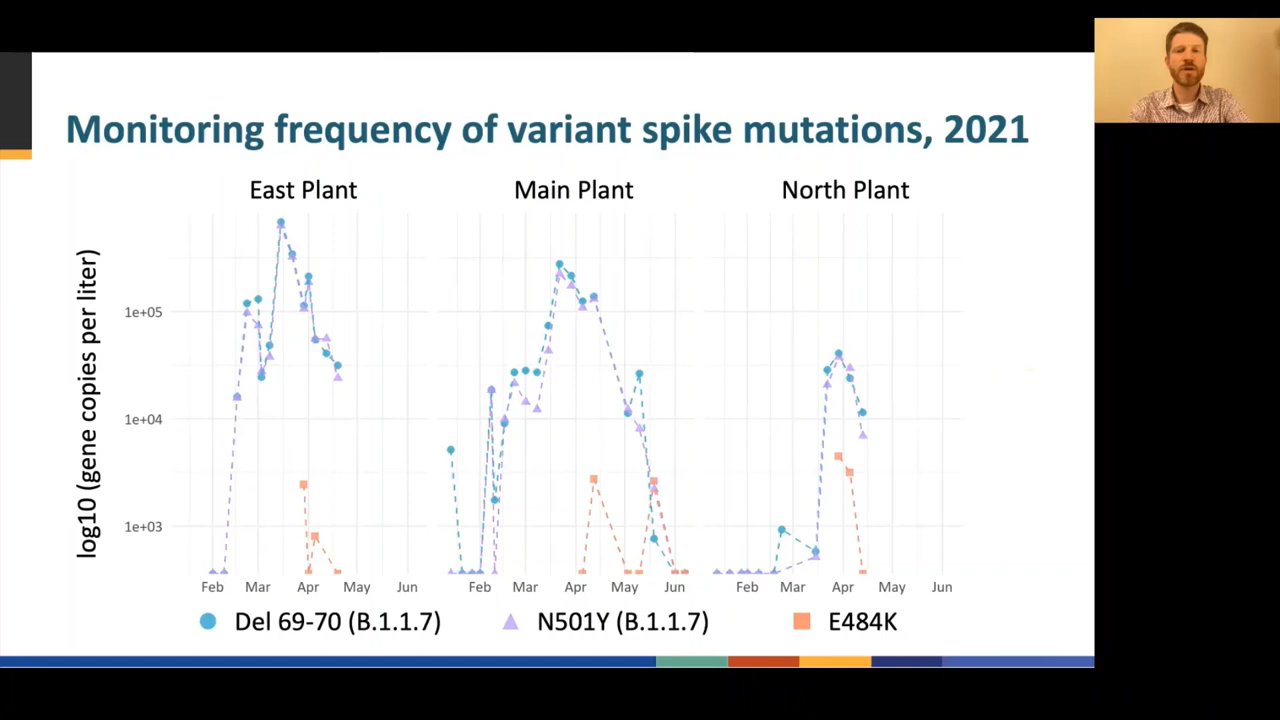 Monitoring frequency of variant spike mutations, 2021
East Plant
Main Plant
North Plant
log10 (gene copies per liter)
1e+05
1e+04
1e+03
Feb Mar Apr May Jun
Feb Mar Apr May Jun
Feb Mar Apr May Jun
Del 69-70 (B.1.1.7)
N501Y (B.1.1.7)
E484K